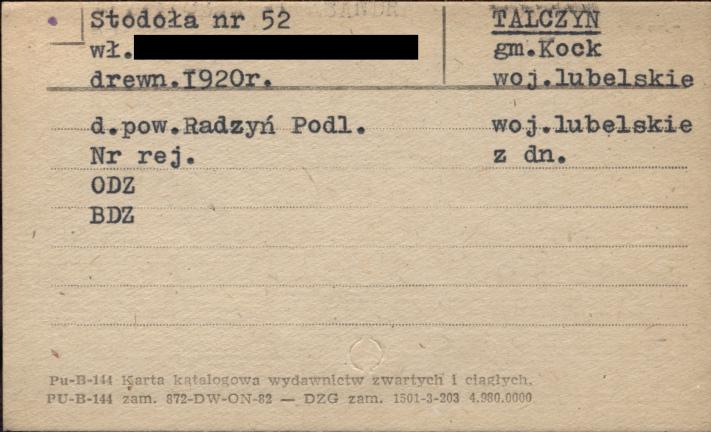 Stodoła nr 52
TALCZYN
wł.
gm.Kock
drewn.I920r.
woj.lubelskie
d.pow.Radzyń Podl.
woj.lubelskie
Nr rej.
z dn.
ODZ
BDZ
Pu-B-144 Karta katalogowa wydawnictw zwartych i ciągłych.
PU-B-144 zam. 872-DW-ON-82 — DZG zam. 1501-3-203 4.980.0000